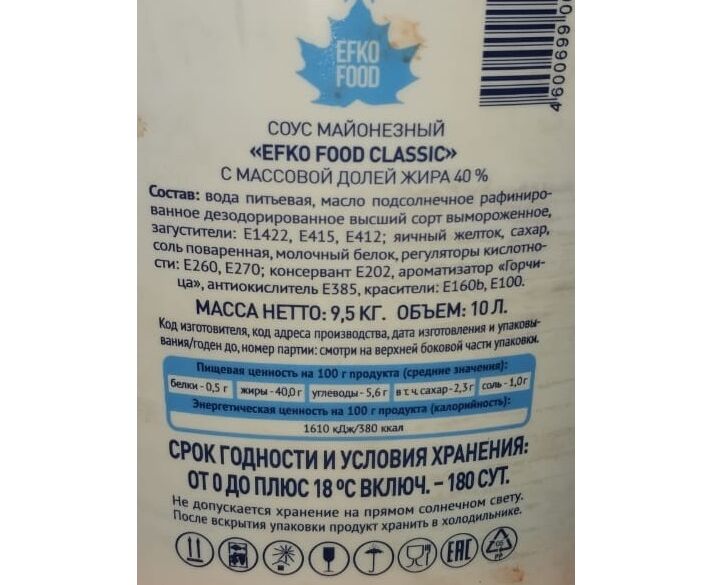 EFKO
FOOD
4600699
СОУС МАЙОНЕЗНЫЙ
«EFKO FOOD CLASSIC»
С МАССОВОЙ ДОЛЕЙ ЖИРА 40 %
Состав: вода питьевая, масло подсолнечное рафиниро-
ванное дезодорированное высший сорт вымороженное,
загустители: Е1422, Е415, Е412; яичный желток, сахар,
соль поваренная, молочный белок, регуляторы кислотно-
сти: Е260, Е270; консервант Е202, ароматизатор «Горчи-
ца», антиокислитель Е385, красители: Е160b, Е100.
МАССА НЕТТО: 9,5 КГ. ОБЪЕМ: 10 Л.
Код изготовителя, код адреса производства, дата изготовления и упаковы-
вания/годен до, номер партии: смотри на верхней боковой части упаковки.
Пищевая ценность на 100 г продукта (средние значения):
белки - 0,5 г жиры - 40,0 г углеводы - 5,6 г в т. ч. сахар - 2,3 г соль - 1,0 г
Энергетическая ценность на 100 г продукта (калорийность):
1610 кДж/380 ккал
СРОК ГОДНОСТИ И УСЛОВИЯ ХРАНЕНИЯ:
ОТ 0 ДО ПЛЮС 18 ºС ВКЛЮЧ. – 180 СУТ.
Не допускается хранение на прямом солнечном свету.
После вскрытия упаковки продукт хранить в холодильнике.
EAC 05
PP